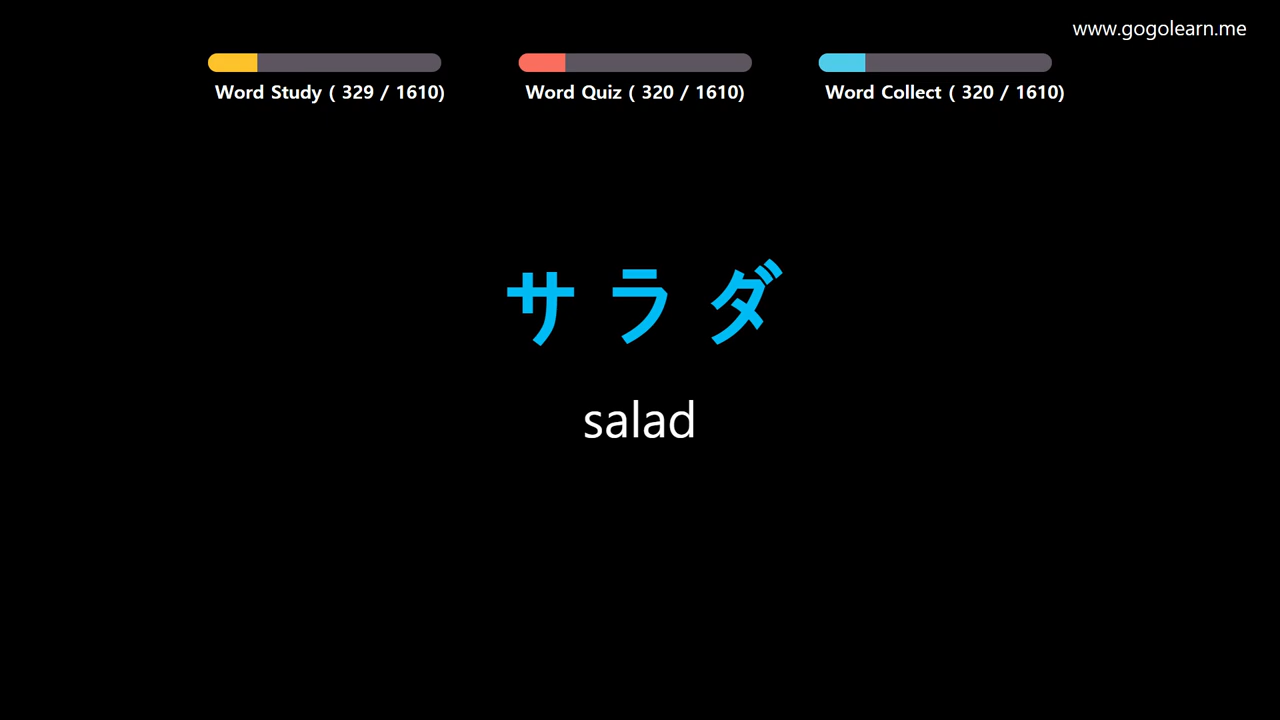 www.gogolearn.me
Word Study ( 329 / 1610)
Word Quiz ( 320 / 1610)
Word Collect ( 320 / 1610)
サラダ
salad